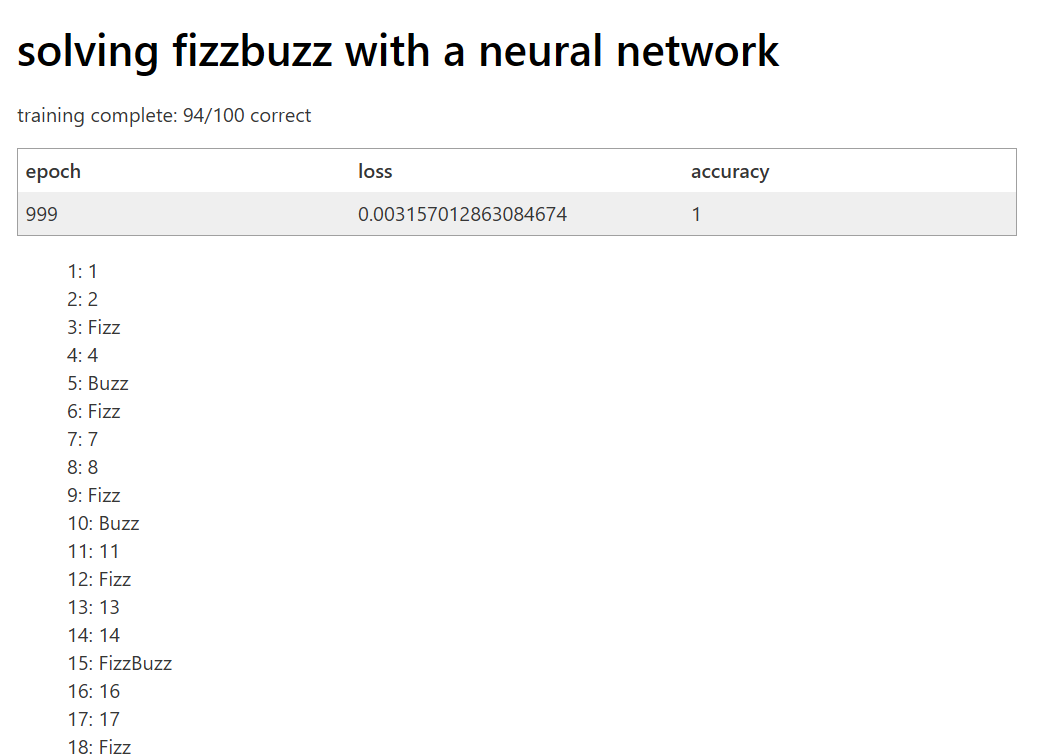 solving fizzbuzz with a neural network
training complete: 94/100 correct
epoch loss accuracy
999 0.003157012863084674 1
1: 1
2: 2
3: Fizz
4: 4
5: Buzz
6: Fizz
7: 7
8: 8
9: Fizz
10: Buzz
11: 11
12: Fizz
13: 13
14: 14
15: FizzBuzz
16: 16
17: 17
18: Fizz